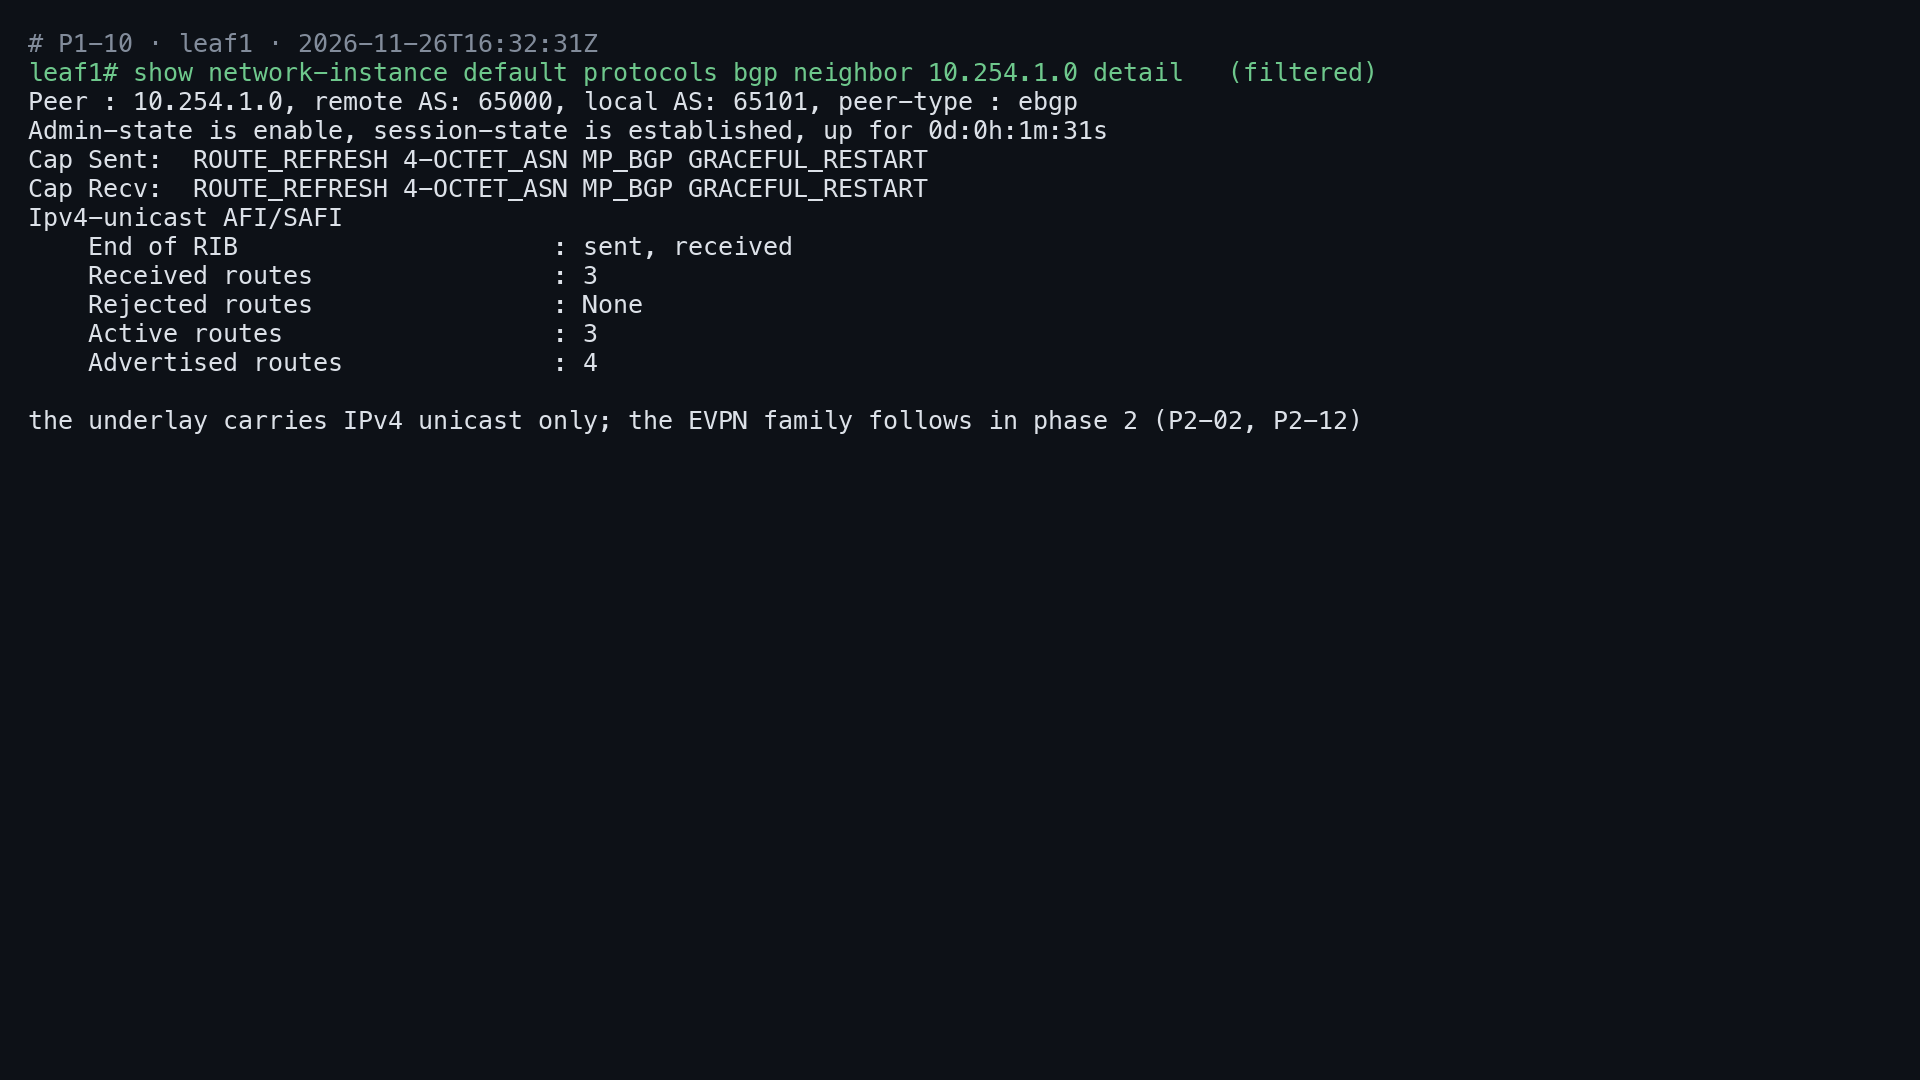 # P1-10 · leaf1 · 2026-11-26T16:32:31Z
leaf1# show network-instance default protocols bgp neighbor 10.254.1.0 detail   (filtered)
Peer : 10.254.1.0, remote AS: 65000, local AS: 65101, peer-type : ebgp
Admin-state is enable, session-state is established, up for 0d:0h:1m:31s
Cap Sent:  ROUTE_REFRESH 4-OCTET_ASN MP_BGP GRACEFUL_RESTART
Cap Recv:  ROUTE_REFRESH 4-OCTET_ASN MP_BGP GRACEFUL_RESTART
Ipv4-unicast AFI/SAFI
    End of RIB                     : sent, received
    Received routes                : 3
    Rejected routes                : None
    Active routes                  : 3
    Advertised routes              : 4
the underlay carries IPv4 unicast only; the EVPN family follows in phase 2 (P2-02, P2-12)